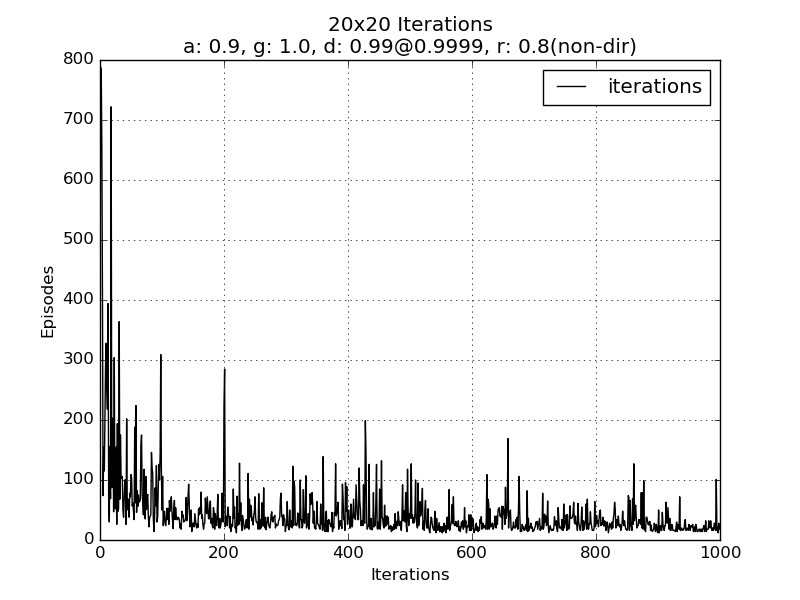 20x20 Iterations
a: 0.9, g: 1.0, d: 0.99@0.9999, r: 0.8(non-dir)
iterations
800
700
600
500
400
300
200
100
0
Episodes
0 200 400 600 800 1000
Iterations